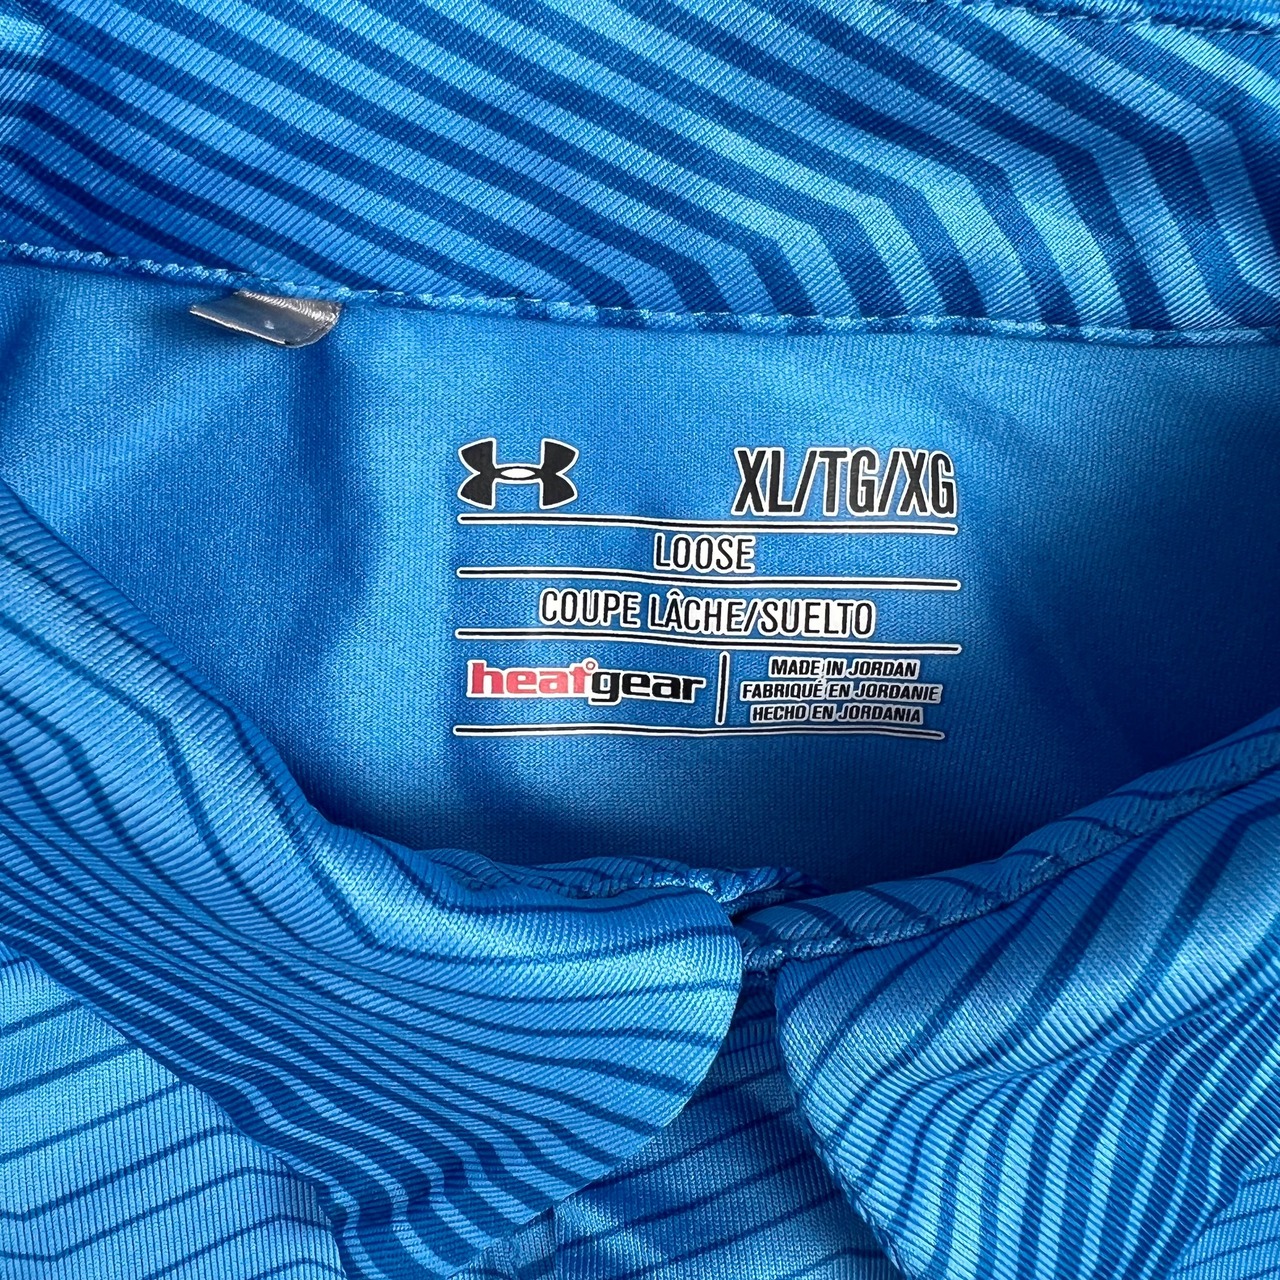 XL/TG/XG
LOOSE
COUPE LÂCHE/SUELTO
heatgear
MADE IN JORDAN
FABRIQUÉ EN JORDANIE
HECHO EN JORDANIA